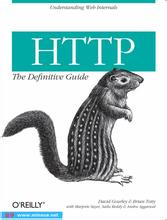 Understanding Web Internals
HTTP
The Definitive Guide
O'REILLY®
David Gourley & Brian Totty
with Marjorie Sayer, Sailu Reddy & Anshu Aggarwal
www.minexe.net